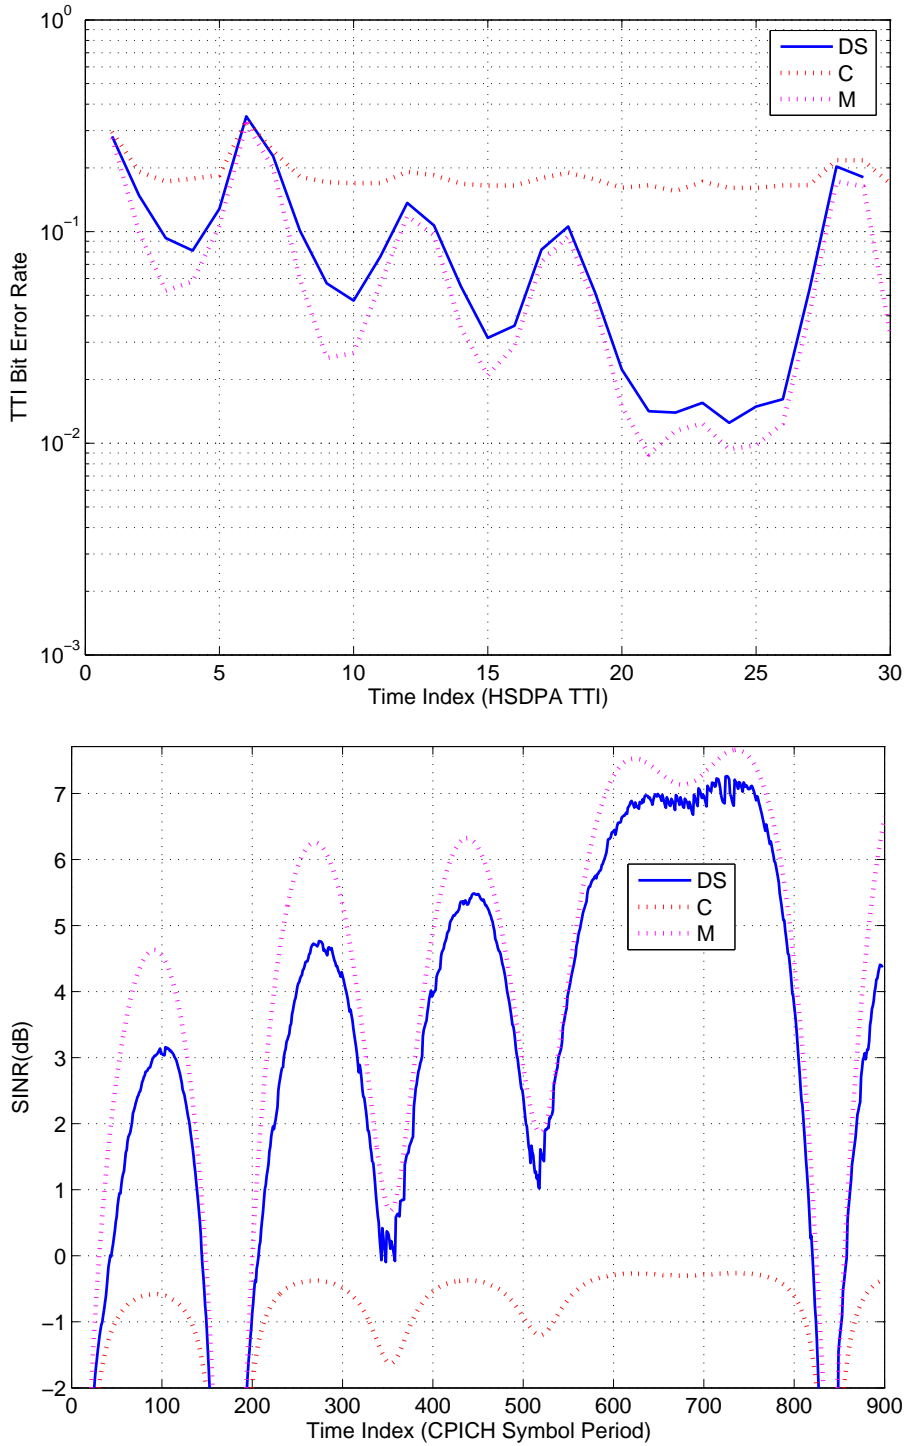 10^0
10^-1
10^-2
10^-3
TTI Bit Error Rate
DS
C
M
0 5 10 15 20 25 30
Time Index (HSDPA TTI)
7
6
5
4
3
2
1
0
−1
−2
SINR(dB)
DS
C
M
0 100 200 300 400 500 600 700 800 900
Time Index (CPICH Symbol Period)